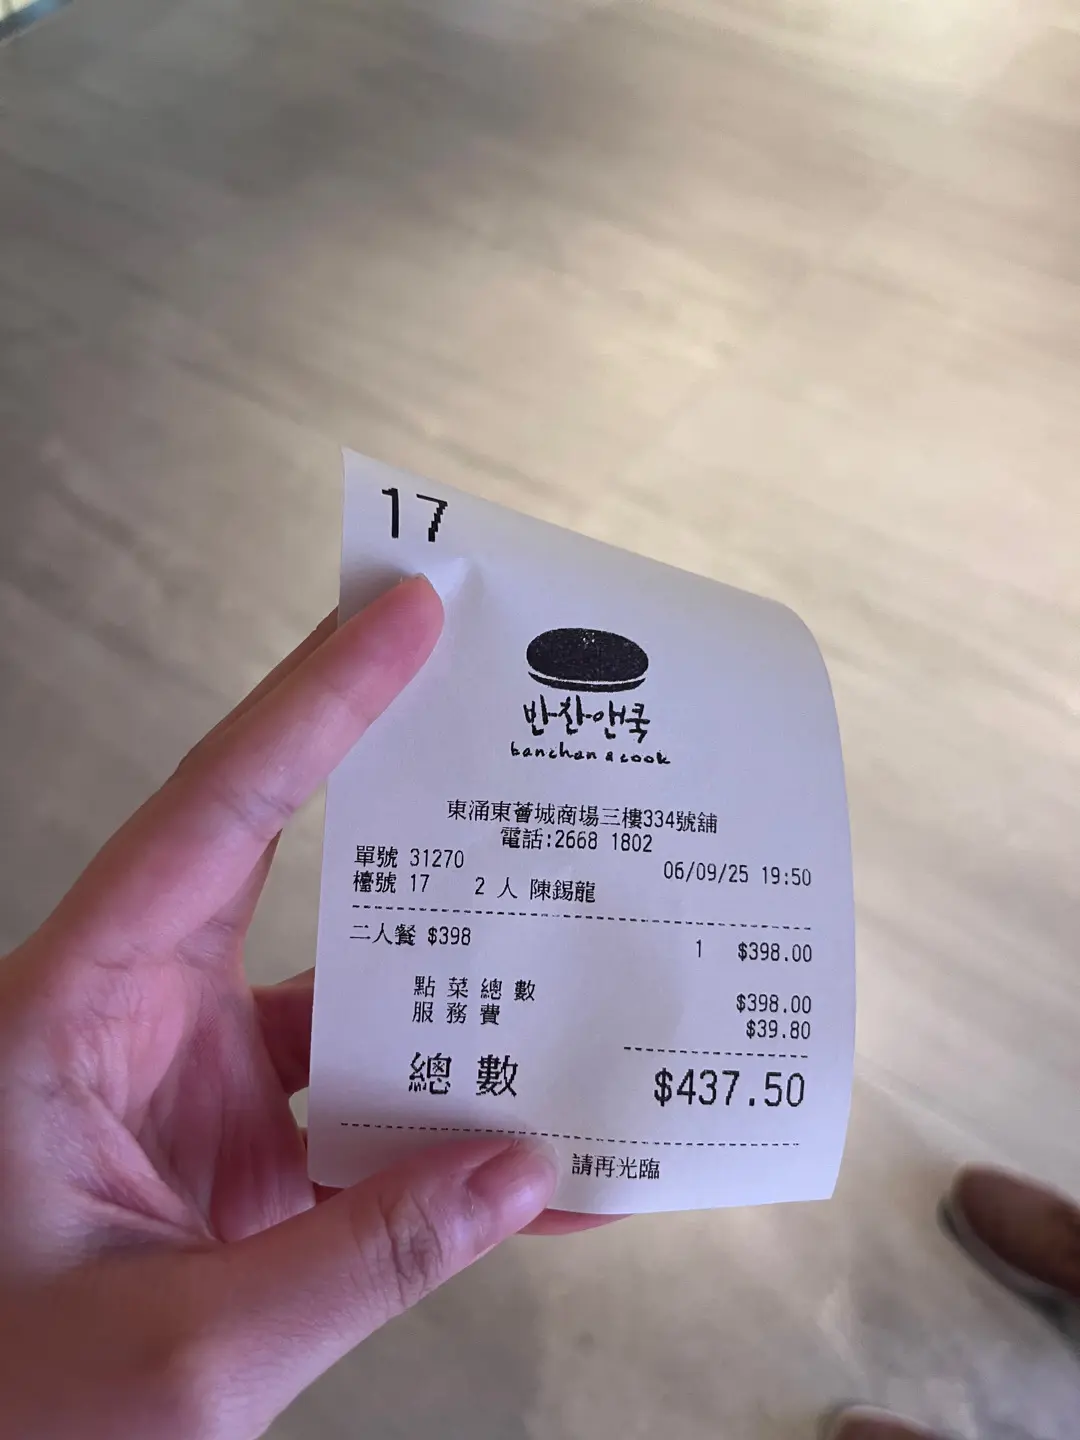 17
반찬앤쿡
banchan & cook
東涌東薈城商場三樓334號舖
電話:2668 1802
單號 31270 06/09/25 19:50
檯號 17 2 人 陳錫龍
二人餐 $398 1 $398.00
點菜總數 $398.00
服務費 $39.80
總數 $437.50
請再光臨